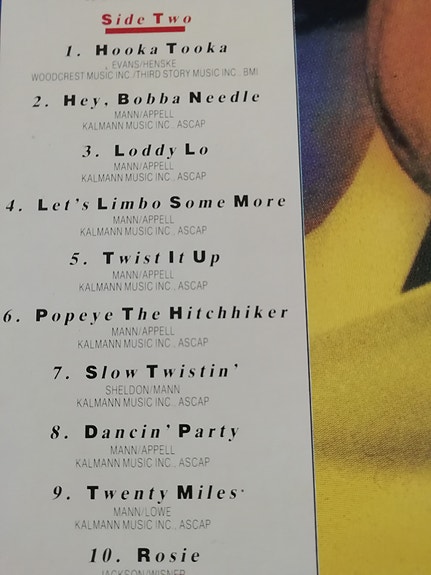 Side Two
1. Hooka Tooka
EVANS/HENSKE
WOODCREST MUSIC INC./THIRD STORY MUSIC INC. BMI
2. Hey, Bobba Needle
MANN/APPELL
KALMANN MUSIC INC., ASCAP
3. Loddy Lo
MANN/APPELL
KALMANN MUSIC INC., ASCAP
4. Let's Limbo Some More
MANN/APPELL
KALMANN MUSIC INC., ASCAP
5. Twist It Up
MANN/APPELL
KALMANN MUSIC INC., ASCAP
6. Popeye The Hitchhiker
MANN/APPELL
KALMANN MUSIC INC., ASCAP
7. Slow Twistin'
SHELDON/MANN
KALMANN MUSIC INC., ASCAP
8. Dancin' Party
MANN/APPELL
KALMANN MUSIC INC., ASCAP
9. Twenty Miles*
MANN/LOWE
KALMANN MUSIC INC., ASCAP
10. Rosie
JACKSON/WISNER